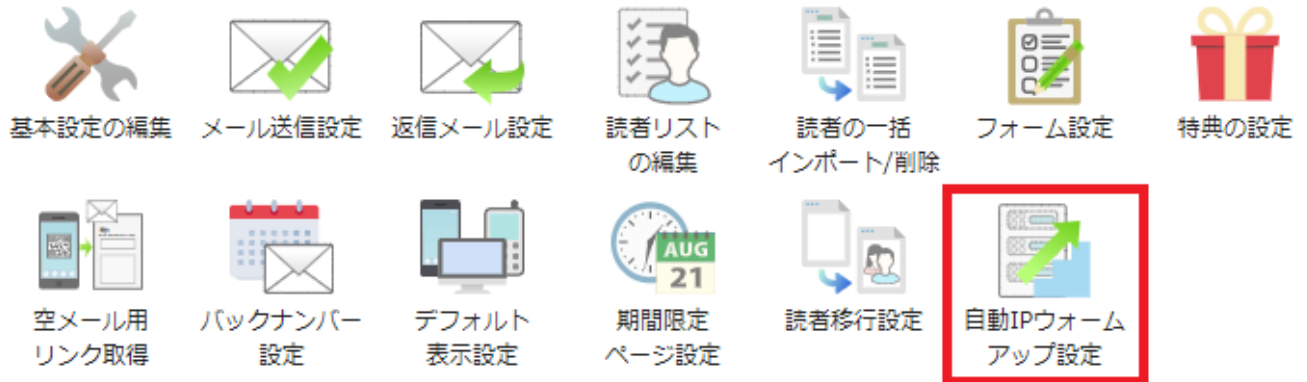 基本設定の編集
メール送信設定
返信メール設定
読者リスト
の編集
読者の一括
インポート/削除
フォーム設定
特典の設定
空メール用
リンク取得
バックナンバー
設定
デフォルト
表示設定
AUG
21
期間限定
ページ設定
読者移行設定
自動IPウォーム
アップ設定